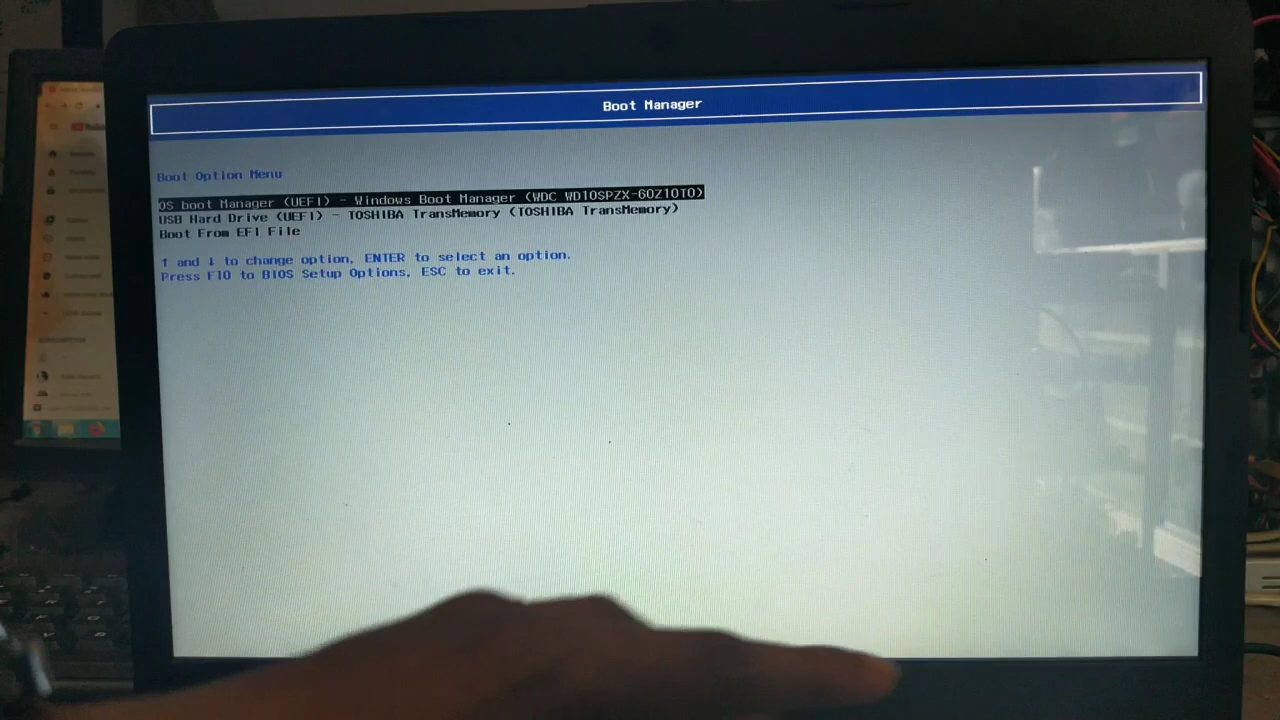 Boot Manager
Boot Option Menu
OS boot Manager (UEFI) - Windows Boot Manager (WDC WD10SPZX-60Z10T0)
USB Hard Drive (UEFI) - TOSHIBA TransMemory (TOSHIBA TransMemory)
Boot From EFI File
↑ and ↓ to change option, ENTER to select an option.
Press F10 to BIOS Setup Options, ESC to exit.